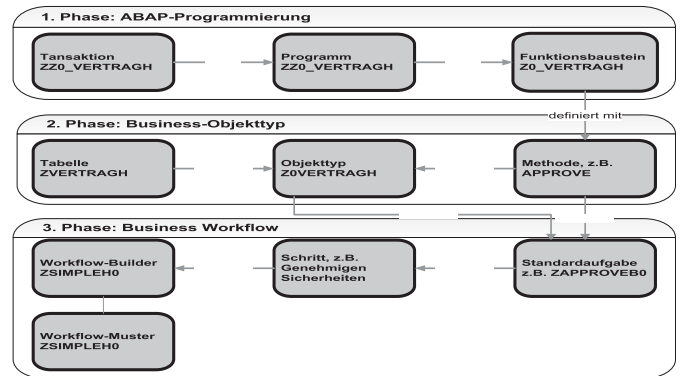 1. Phase: ABAP-Programmierung
Tansaktion
ZZ0_VERTRAGH
Programm
ZZ0_VERTRAGH
Funktionsbaustein
Z0_VERTRAGH
definiert mit
2. Phase: Business-Objekttyp
Tabelle
ZVERTRAGH
Objekttyp
Z0VERTRAGH
Methode, z.B.
APPROVE
3. Phase: Business Workflow
Workflow-Builder
ZSIMPLEH0
Schritt, z.B.
Genehmigen
Sicherheiten
Standardaufgabe
z.B. ZAPPROVEB0
Workflow-Muster
ZSIMPLEH0